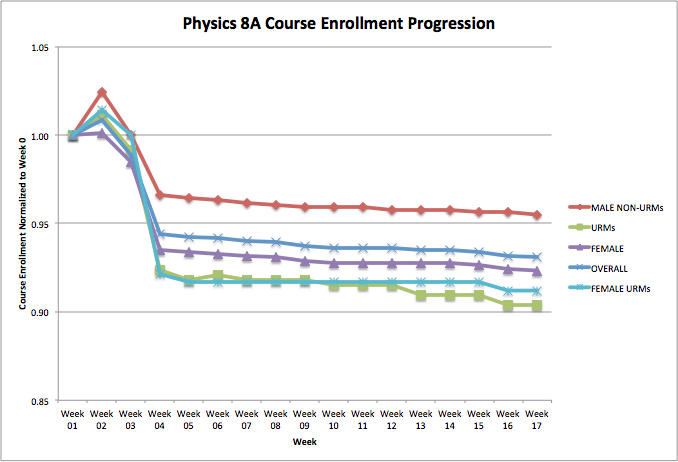 Physics 8A Course Enrollment Progression
Course Enrollment Normalized to Week 0
1.05
1.00
0.95
0.90
0.85
Week Week Week Week Week Week Week Week Week Week Week Week Week Week Week Week Week
01 02 03 04 05 06 07 08 09 10 11 12 13 14 15 16 17
Week
MALE NON-URMs
URMs
FEMALE
OVERALL
FEMALE URMs